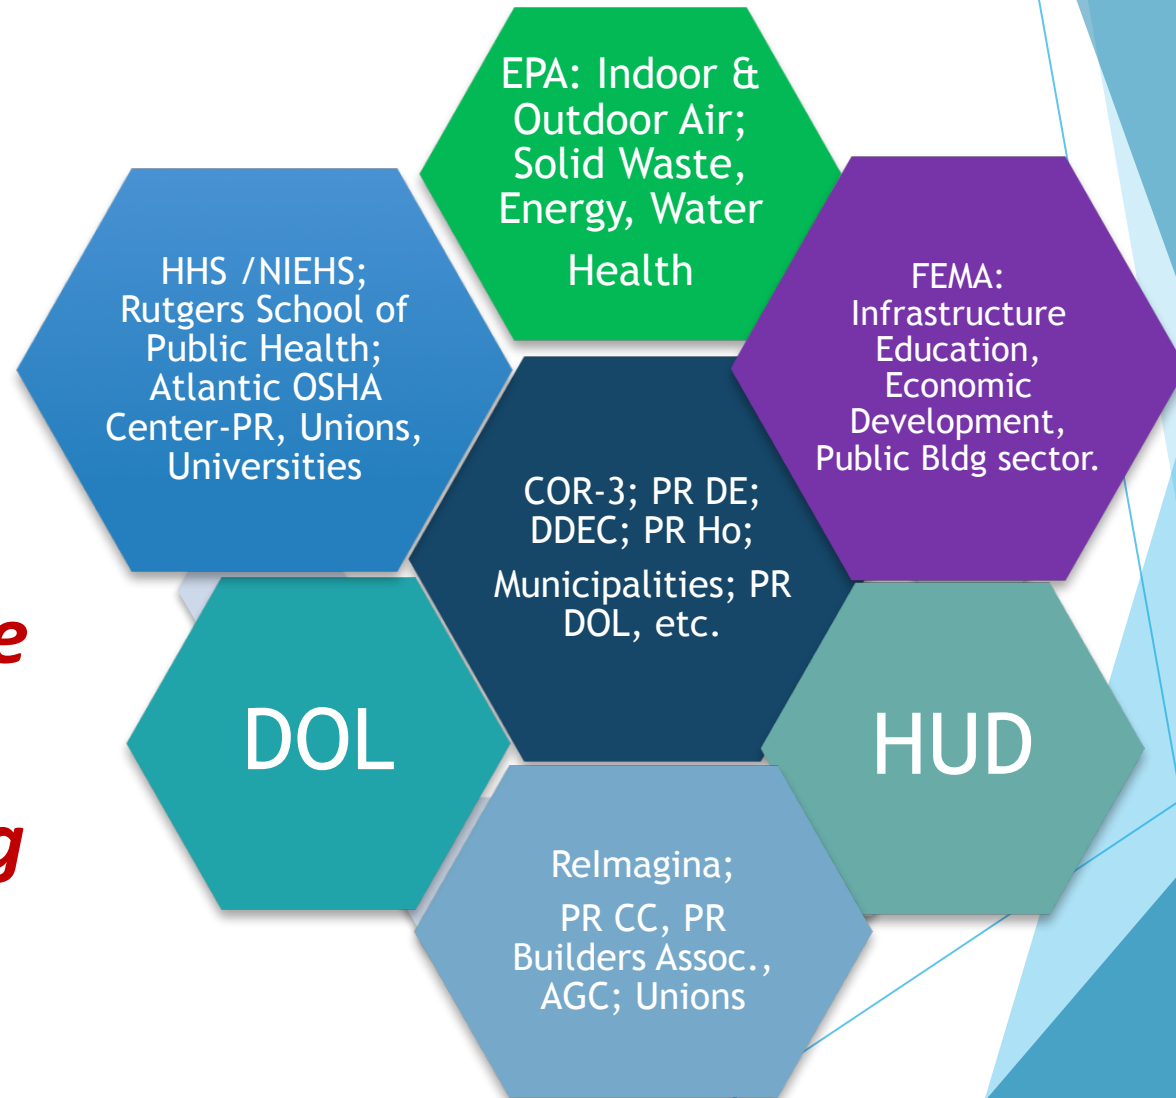 EPA: Indoor &
Outdoor Air;
Solid Waste,
Energy, Water
Health
HHS /NIEHS;
Rutgers School of
Public Health;
Atlantic OSHA
Center-PR, Unions,
Universities
FEMA:
Infrastructure
Education,
Economic
Development,
Public Bldg sector.
COR-3; PR DE;
DDEC; PR Ho;
Municipalities; PR
DOL, etc.
DOL
HUD
ReImagina;
PR CC, PR
Builders Assoc.,
AGC; Unions